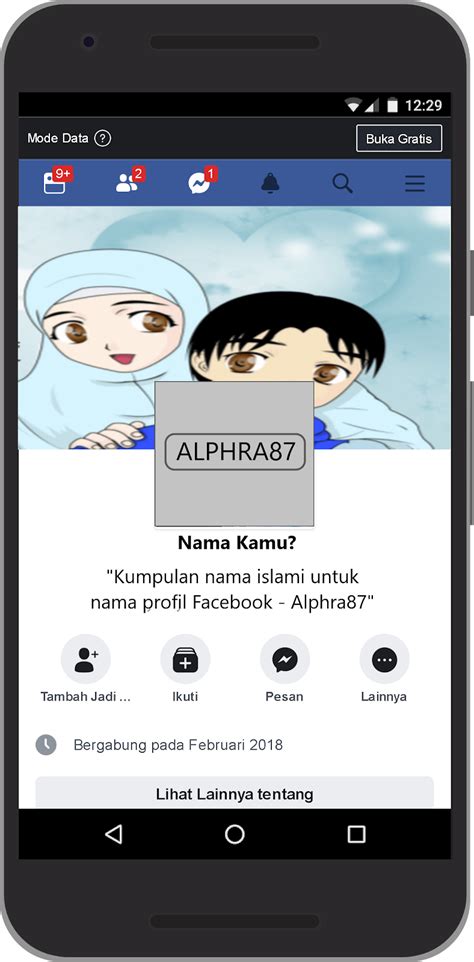 12:29
Mode Data ?
Buka Gratis
9+
2
1
ALPHRA87
Nama Kamu?
"Kumpulan nama islami untuk
nama profil Facebook - Alphra87"
Tambah Jadi ...
Ikuti
Pesan
Lainnya
Bergabung pada Februari 2018
Lihat Lainnya tentang